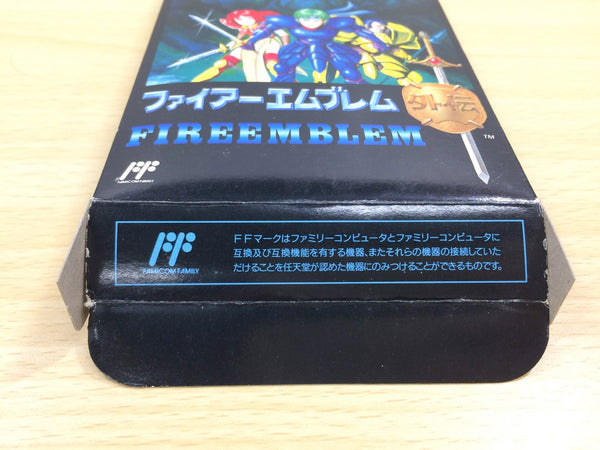 ファイアーエムブレム 外伝
FIREEMBLEM ™
FF
FAMICOM FAMILY
FF
FAMICOM FAMILY
FFマークはファミリーコンピュータとファミリーコンピュータに
互換及び互換機能を有する機器、またそれらの機器の接続していた
だけることを任天堂が認めた機器にのみつけることができるものです。